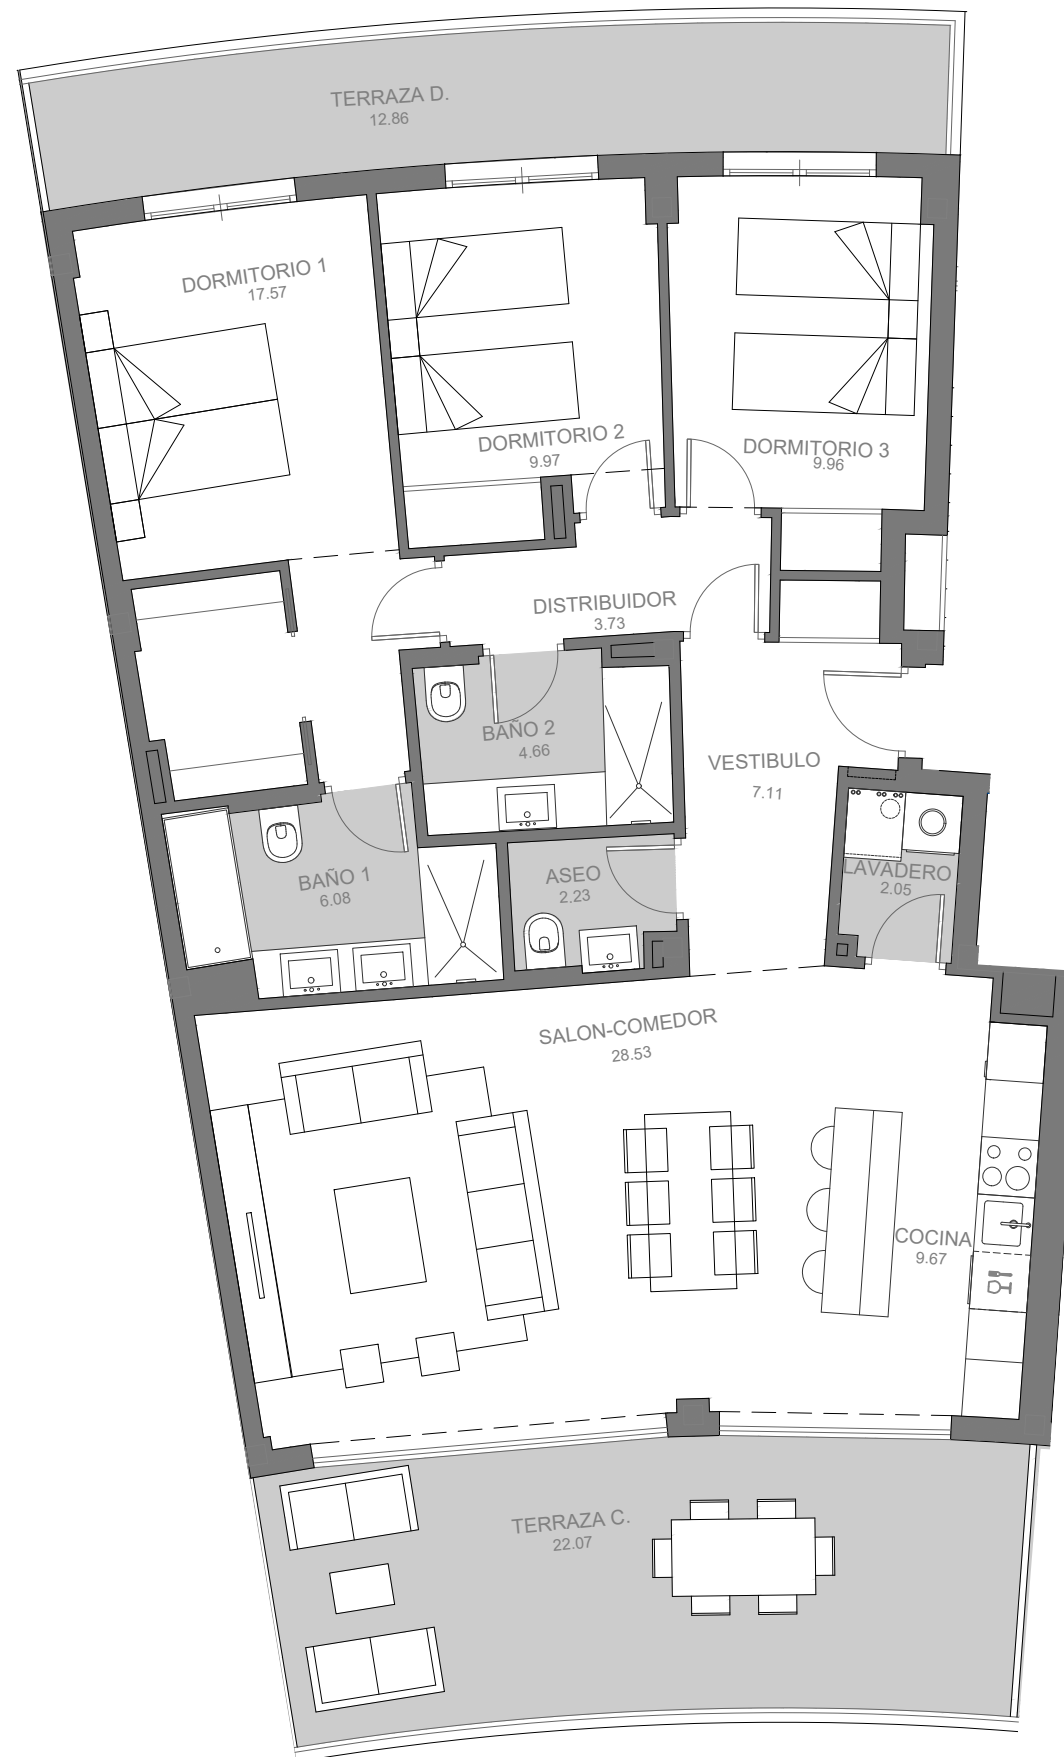 TERRAZA D.
12.86
DORMITORIO 1
17.57
DORMITORIO 2
9.97
DORMITORIO 3
9.96
DISTRIBUIDOR
3.73
BAÑO 2
4.66
VESTIBULO
7.11
BAÑO 1
6.08
ASEO
2.23
LAVADERO
2.05
SALON-COMEDOR
28.53
COCINA
9.67
TERRAZA C.
22.07